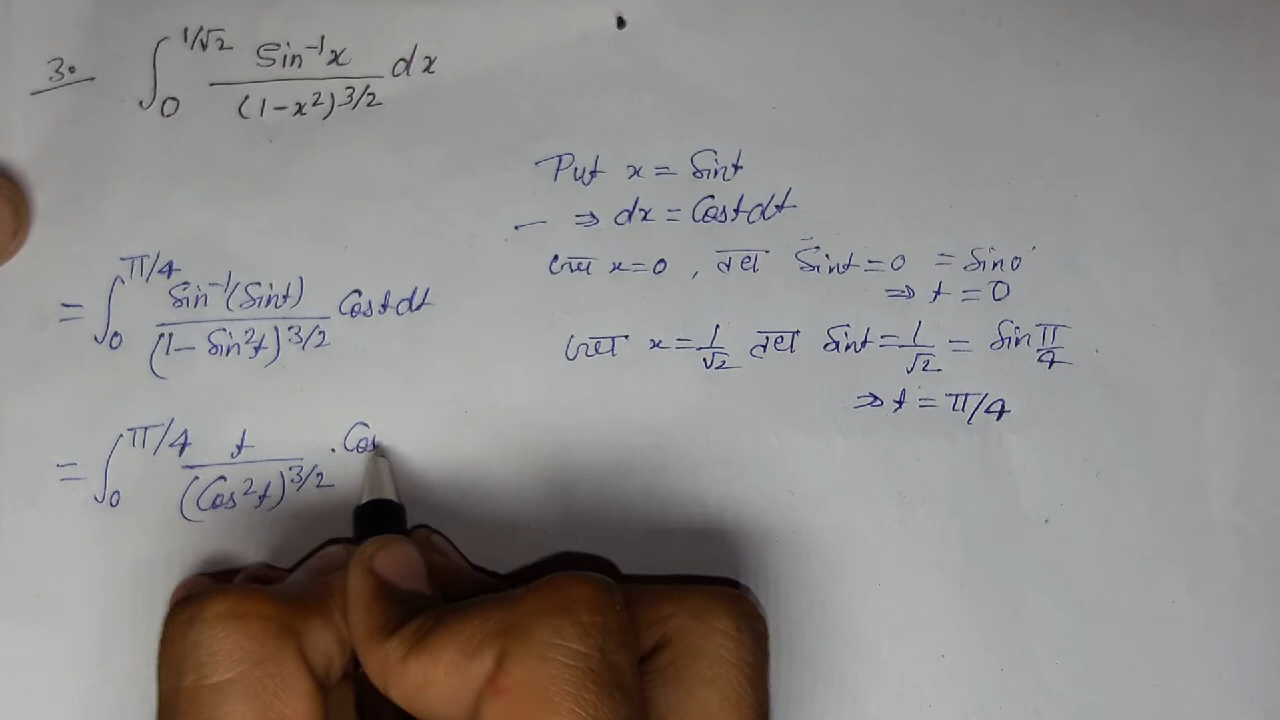 3. ∫₀^{1/√2} Sin⁻¹x / (1-x²)^{3/2} dx
Put x = Sint
⇒ dx = Cost dt
जब x=0 , तब Sint=0 = Sin0
⇒ t = 0
= ∫₀^{π/4} Sin⁻¹(Sint) / (1-Sin²t)^{3/2} Cost dt
जब x=1/√2 तब Sint=1/√2 = Sin π/4
⇒ t = π/4
= ∫₀^{π/4} t / (Cos²t)^{3/2} . Cos